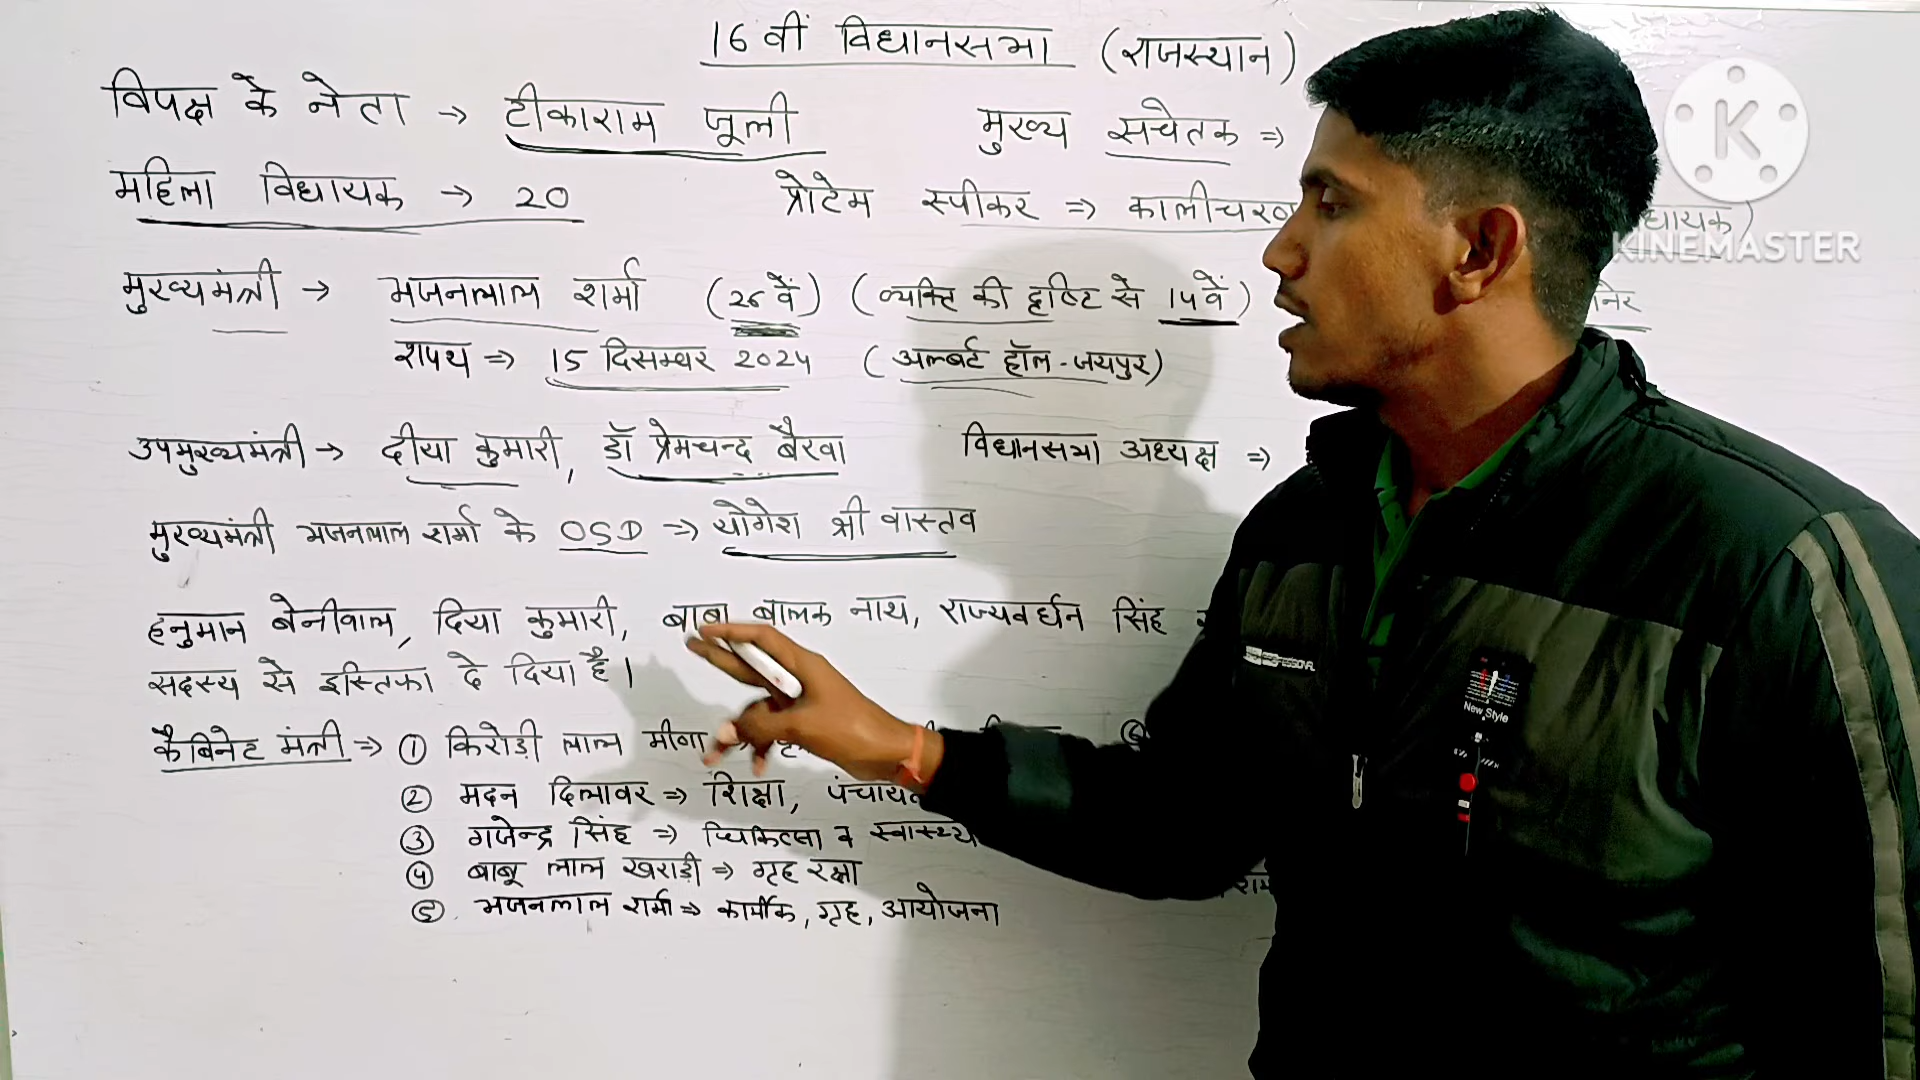 16 वीं विधानसभा (राजस्थान)
विपक्ष के नेता → टीकाराम जूली
मुख्य सचेतक ⇒
महिला विधायक → 20
प्रोटेम स्पीकर ⇒ कालीचरण
धायक)
मुख्यमंत्री → भजनलाल शर्मा (26 वें) (व्यक्ति की दृष्टि से 14 वें)
शपथ ⇒ 15 दिसम्बर 2024 (अल्बर्ट हॉल - जयपुर)
उपमुख्यमंत्री → दीया कुमारी, डॉ प्रेमचन्द बैरवा
विधानसभा अध्यक्ष ⇒
मुख्यमंत्री भजनलाल शर्मा के OSD ⇒ योगेश श्री वास्तव
हनुमान बेनीवाल, दिया कुमारी, बाबा बालक नाथ, राज्यवर्धन सिंह
सदस्य से इस्तिफा दे दिया है।
कैबिनेट मंत्री ⇒ ① किरोड़ी लाल मीणा
② मदन दिलावर ⇒ शिक्षा, पंचायत
③ गजेन्द्र सिंह ⇒ चिकित्सा व स्वास्थ्य
④ बाबू लाल खराड़ी ⇒ गृह रक्षा
⑤ भजनलाल शर्मा ⇒ कार्मीक, गृह, आयोजना
K
KINEMASTER
New Style